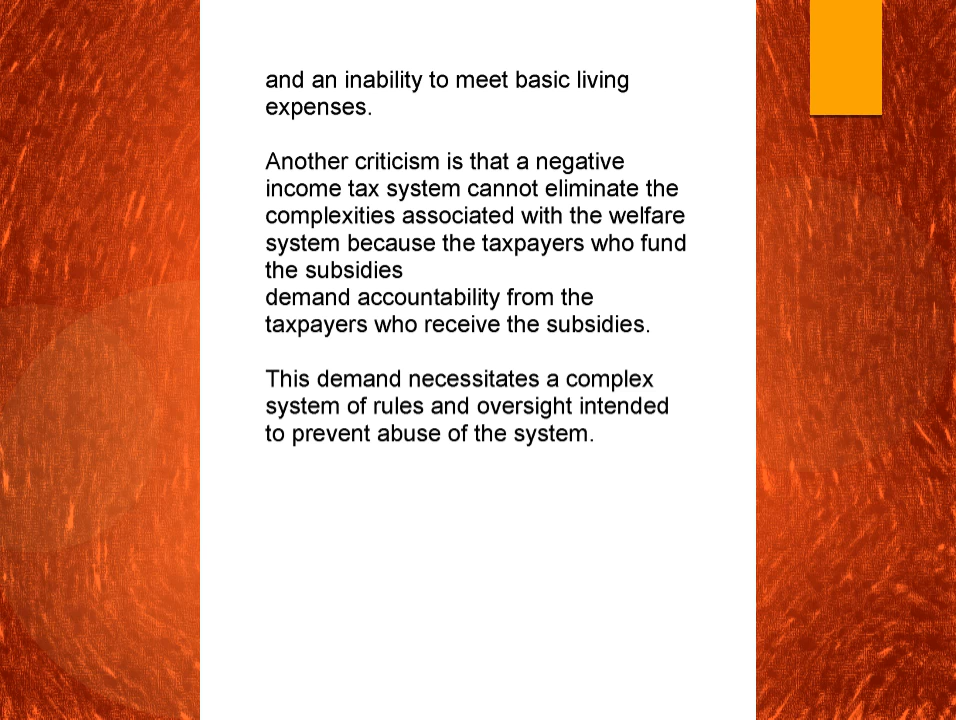 and an inability to meet basic living
expenses.
Another criticism is that a negative
income tax system cannot eliminate the
complexities associated with the welfare
system because the taxpayers who fund
the subsidies
demand accountability from the
taxpayers who receive the subsidies.
This demand necessitates a complex
system of rules and oversight intended
to prevent abuse of the system.